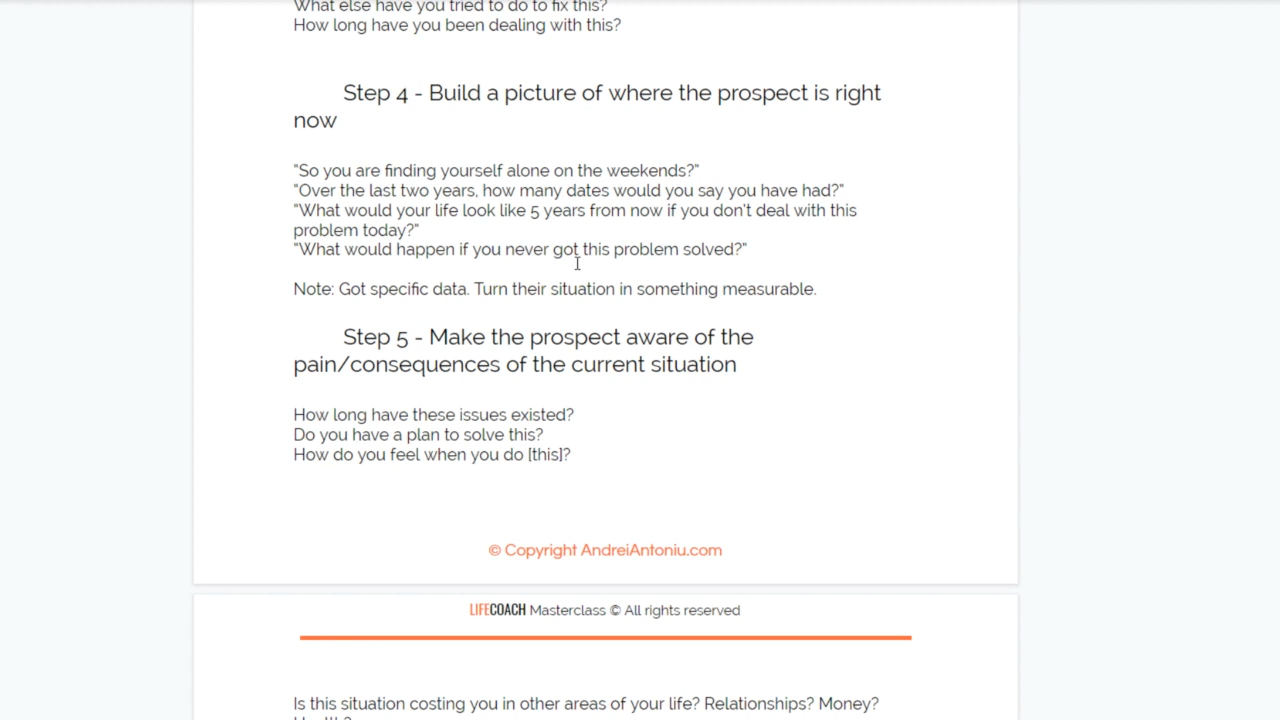 What else have you tried to do to fix this?
How long have you been dealing with this?
Step 4 - Build a picture of where the prospect is right
now
"So you are finding yourself alone on the weekends?"
"Over the last two years, how many dates would you say you have had?"
"What would your life look like 5 years from now if you don't deal with this
problem today?"
"What would happen if you never got this problem solved?"
Note: Got specific data. Turn their situation in something measurable.
Step 5 - Make the prospect aware of the
pain/consequences of the current situation
How long have these issues existed?
Do you have a plan to solve this?
How do you feel when you do [this]?
© Copyright AndreiAntoniu.com
LIFECOACH Masterclass © All rights reserved
Is this situation costing you in other areas of your life? Relationships? Money?